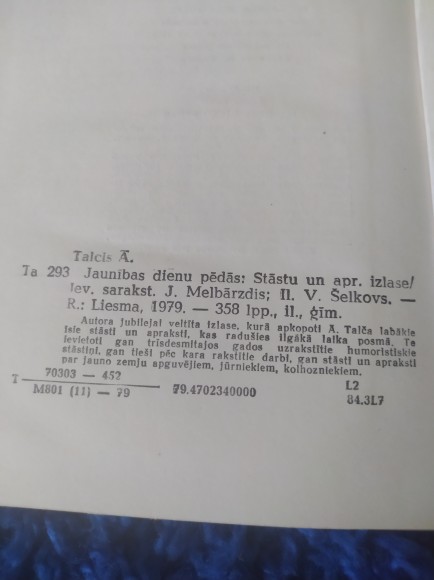 Talcis Ā.
Ta 293 Jaunības dienu pēdās: Stāstu un apr. izlase/
Iev. sarakst. J. Melbārzdis; Il. V. Šelkovs. —
R.: Liesma, 1979. — 358 lpp., il., ģīm.
Autora jubilejai veltīta izlase, kurā apkopoti Ā. Talča labākie
īsie stāsti un apraksti, kas radušies ilgākā laika posmā. Te
ievietoti gan trīsdesmitajos gados uzrakstītie humoristiskie
stāstiņi, gan tieši pēc kara rakstītie darbi, gan stāsti un apraksti
par jauno zemju apguvējiem, jūrniekiem, kolhozniekiem.
T 70303 — 452
M801 (11) — 79 79.4702340000 L2
84.3L7